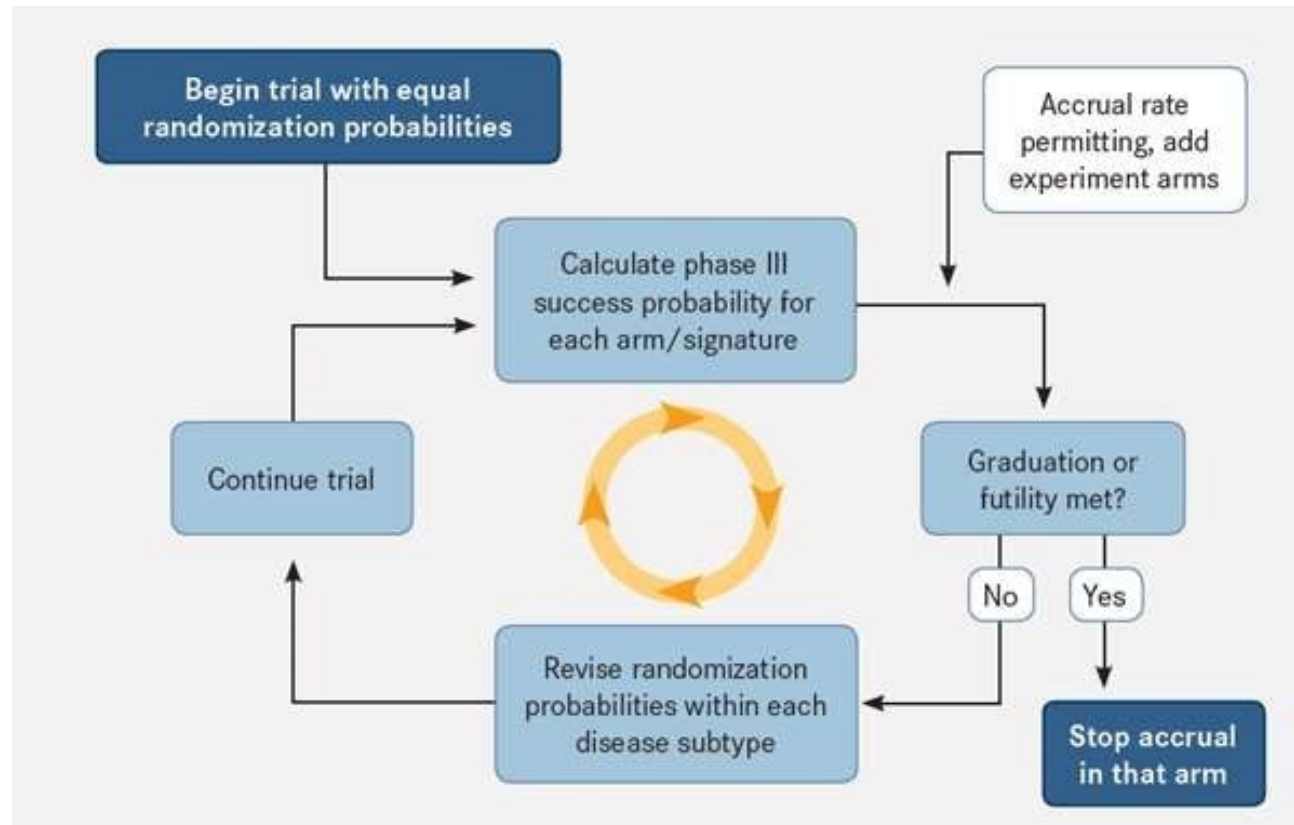 Begin trial with equal
randomization probabilities
Accrual rate
permitting, add
experiment arms
Calculate phase III
success probability for
each arm/signature
Continue trial
Graduation or
futility met?
No
Yes
Revise randomization
probabilities within each
disease subtype
Stop accrual
in that arm